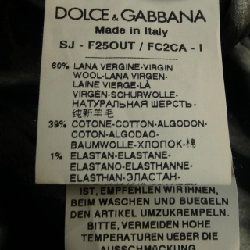 DOLCE & GABBANA
Made in Italy
SJ - F25OUT / FC2CA - I
60% LANA VERGINE-VIRGIN
WOOL-LANA VIRGEN-
LAINE VIERGE-LÃ
VIRGEN-SCHURWOLLE-
НАТУРАЛЬНАЯ ШЕРСТЬ-
纯新羊毛
39% COTONE-COTTON-ALGODON-
COTON-ALGODAO-
BAUMWOLLE-ХЛОПОК-棉
1% ELASTAN-ELASTANE-
ELASTANO-ELASTHANNE-
ELASTHAN-ЭЛАСТАН-
IST, EMPFEHLEN WIR IHNEN,
BEIM WASCHEN UND BUEGELN
DEN ARTIKEL UMZUKREMPELN.
BITTE, VERMEIDEN HOHE
TEMPERATUREN UEBER DIE
AUSSCHMÜCKUNG